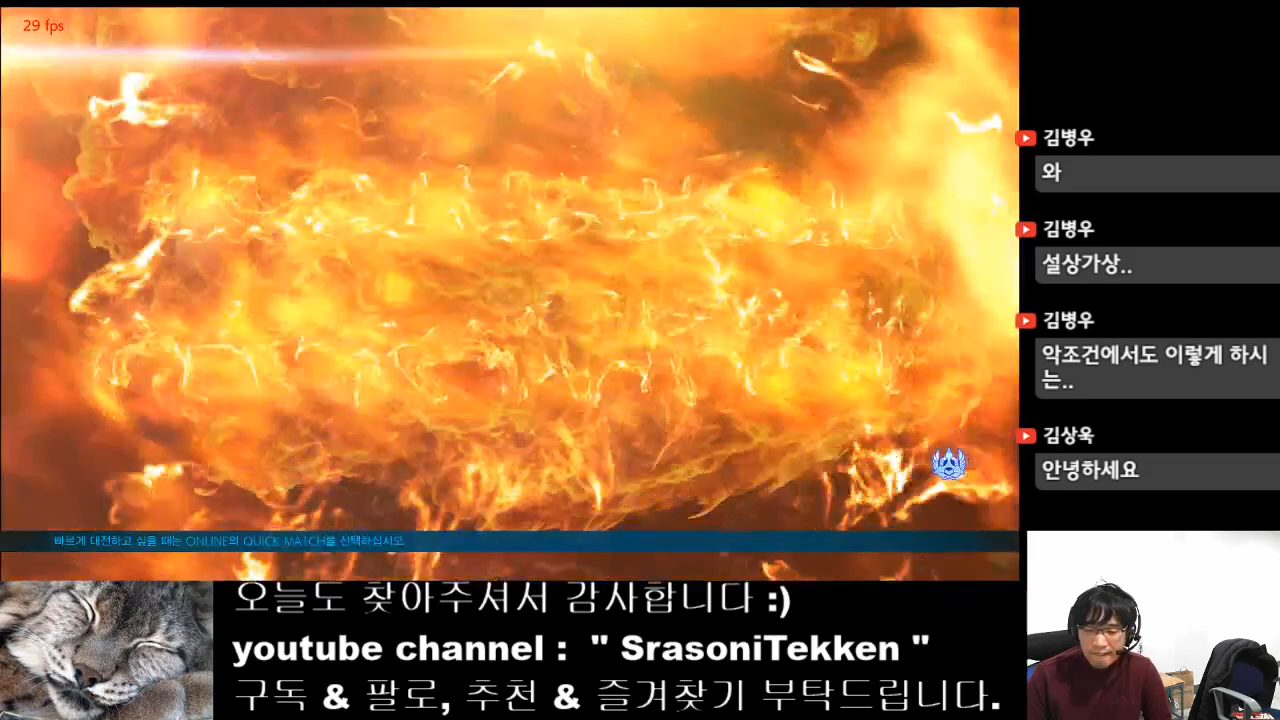 29 fps
김병우
와
김병우
설상가상..
김병우
악조건에서도 이렇게 하시
는..
김상욱
안녕하세요
빠르게 대전하고 싶을 때는 ONLINE의 QUICK MATCH를 선택하십시오.
오늘도 찾아주셔서 감사합니다 :)
youtube channel : " SrasoniTekken "
구독 & 팔로, 추천 & 즐겨찾기 부탁드립니다.